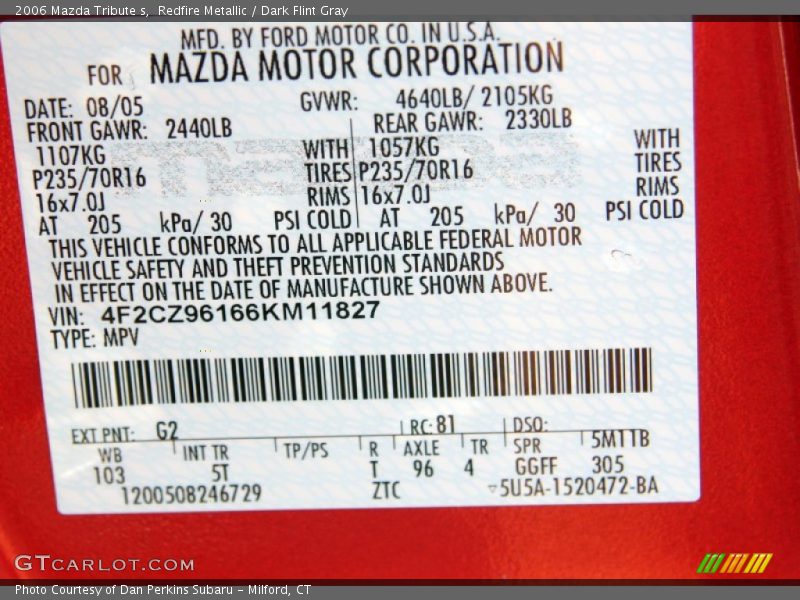 2006 Mazda Tribute s, Redfire Metallic / Dark Flint Gray
MFD. BY FORD MOTOR CO. IN U.S.A.
FOR MAZDA MOTOR CORPORATION
DATE: 08/05 GVWR: 4640LB/ 2105KG
FRONT GAWR: 2440LB REAR GAWR: 2330LB
1107KG WITH 1057KG WITH
P235/70R16 TIRES P235/70R16 TIRES
16x7.0J RIMS 16x7.0J RIMS
AT 205 kPa/ 30 PSI COLD AT 205 kPa/ 30 PSI COLD
THIS VEHICLE CONFORMS TO ALL APPLICABLE FEDERAL MOTOR
VEHICLE SAFETY AND THEFT PREVENTION STANDARDS
IN EFFECT ON THE DATE OF MANUFACTURE SHOWN ABOVE.
VIN: 4F2CZ96166KM11827
TYPE: MPV
EXT PNT: G2 RC: 81 DSO:
WB INT TR TP/PS R AXLE TR SPR 5MTTB
103 5T T 96 4 GGFF 305
1200508246729 ZTC 5U5A-1520472-BA
GTCARLOT.COM
Photo Courtesy of Dan Perkins Subaru - Milford, CT